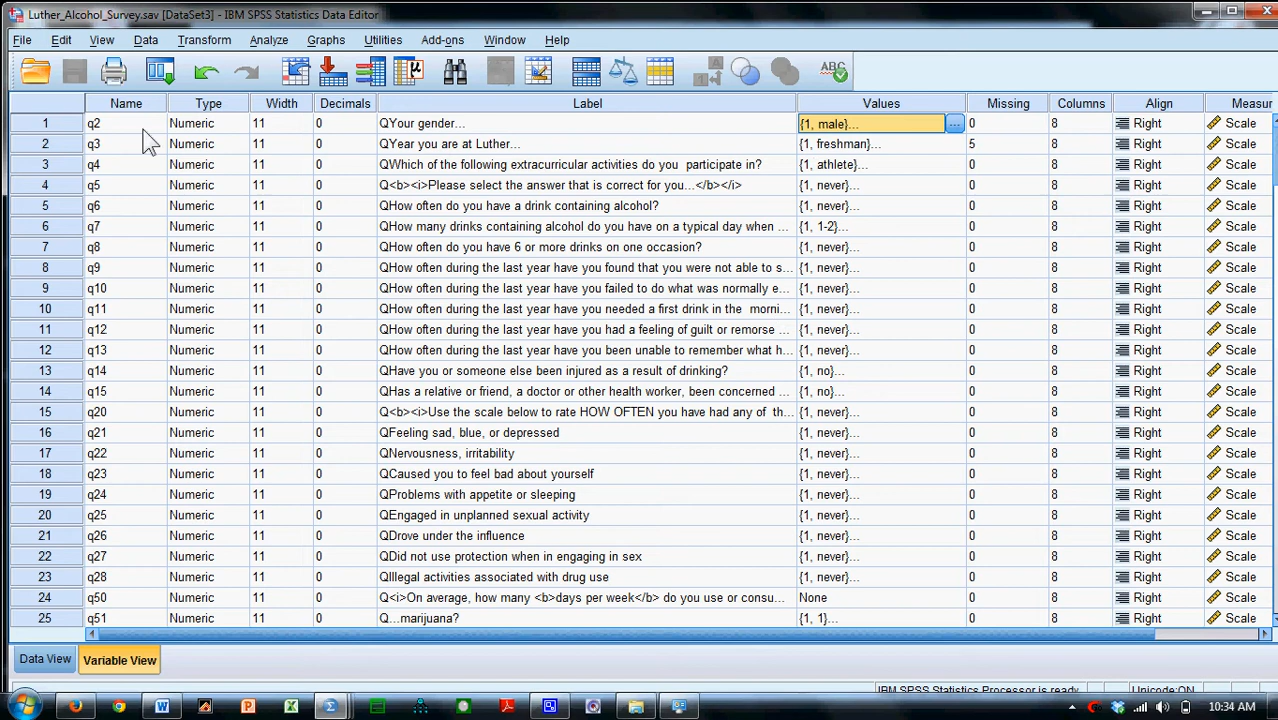 Luther_Alcohol_Survey.sav [DataSet3] - IBM SPSS Statistics Data Editor
File Edit View Data Transform Analyze Graphs Utilities Add-ons Window Help
Name Type Width Decimals Label Values Missing Columns Align Measur
1 q2 Numeric 11 0 QYour gender... {1, male}... ... 0 8 Right Scale
2 q3 Numeric 11 0 QYear you are at Luther... {1, freshman}... 5 8 Right Scale
3 q4 Numeric 11 0 QWhich of the following extracurricular activities do you participate in? {1, athlete}... 0 8 Right Scale
4 q5 Numeric 11 0 Q<b><i>Please select the answer that is correct for you...</b></i> {1, never}... 0 8 Right Scale
5 q6 Numeric 11 0 QHow often do you have a drink containing alcohol? {1, never}... 0 8 Right Scale
6 q7 Numeric 11 0 QHow many drinks containing alcohol do you have on a typical day when ... {1, 1-2}... 0 8 Right Scale
7 q8 Numeric 11 0 QHow often do you have 6 or more drinks on one occasion? {1, never}... 0 8 Right Scale
8 q9 Numeric 11 0 QHow often during the last year have you found that you were not able to s... {1, never}... 0 8 Right Scale
9 q10 Numeric 11 0 QHow often during the last year have you failed to do what was normally e... {1, never}... 0 8 Right Scale
10 q11 Numeric 11 0 QHow often during the last year have you needed a first drink in the morni... {1, never}... 0 8 Right Scale
11 q12 Numeric 11 0 QHow often during the last year have you had a feeling of guilt or remorse ... {1, never}... 0 8 Right Scale
12 q13 Numeric 11 0 QHow often during the last year have you been unable to remember what h... {1, never}... 0 8 Right Scale
13 q14 Numeric 11 0 QHave you or someone else been injured as a result of drinking? {1, no}... 0 8 Right Scale
14 q15 Numeric 11 0 QHas a relative or friend, a doctor or other health worker, been concerned ... {1, no}... 0 8 Right Scale
15 q20 Numeric 11 0 Q<b><i>Use the scale below to rate HOW OFTEN you have had any of th... {1, never}... 0 8 Right Scale
16 q21 Numeric 11 0 QFeeling sad, blue, or depressed {1, never}... 0 8 Right Scale
17 q22 Numeric 11 0 QNervousness, irritability {1, never}... 0 8 Right Scale
18 q23 Numeric 11 0 QCaused you to feel bad about yourself {1, never}... 0 8 Right Scale
19 q24 Numeric 11 0 QProblems with appetite or sleeping {1, never}... 0 8 Right Scale
20 q25 Numeric 11 0 QEngaged in unplanned sexual activity {1, never}... 0 8 Right Scale
21 q26 Numeric 11 0 QDrove under the influence {1, never}... 0 8 Right Scale
22 q27 Numeric 11 0 QDid not use protection when in engaging in sex {1, never}... 0 8 Right Scale
23 q28 Numeric 11 0 QIllegal activities associated with drug use {1, never}... 0 8 Right Scale
24 q50 Numeric 11 0 Q<i>On average, how many <b>days per week</b> do you use or consu... None 0 8 Right Scale
25 q51 Numeric 11 0 Q...marijuana? {1, 1}... 0 8 Right Scale
Data View Variable View
IBM SPSS Statistics Processor is ready Unicode:ON
10:34 AM